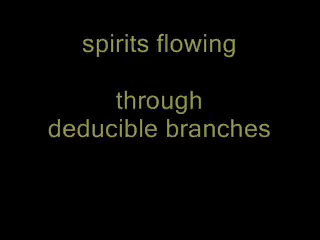 spirits flowing
through
deducible branches